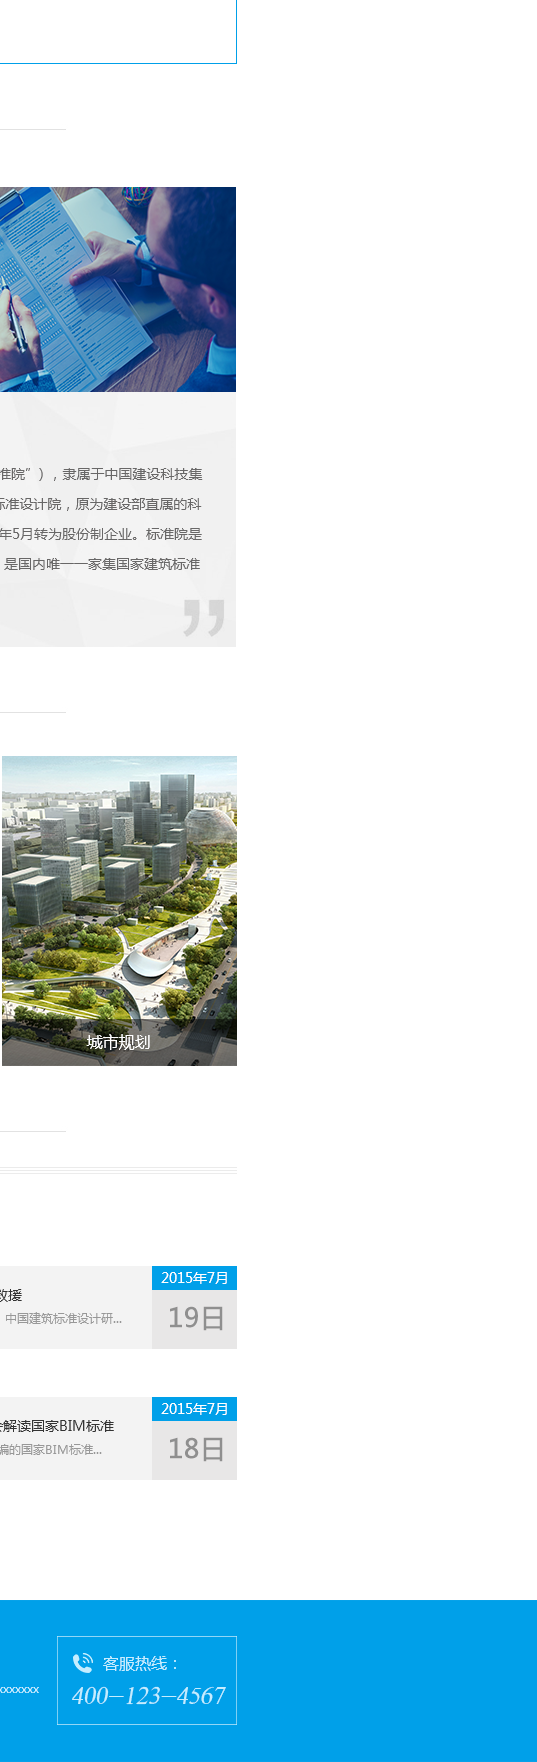 准院”），隶属于中国建设科技集
标准设计院，原为建设部直属的科
年5月转为股份制企业。标准院是
是国内唯一一家集国家建筑标准
”
城市规划
救援
中国建筑标准设计研...
2015年7月
19日
会解读国家BIM标准
编的国家BIM标准...
2015年7月
18日
xxxxxxx
客服热线：
400-123-4567